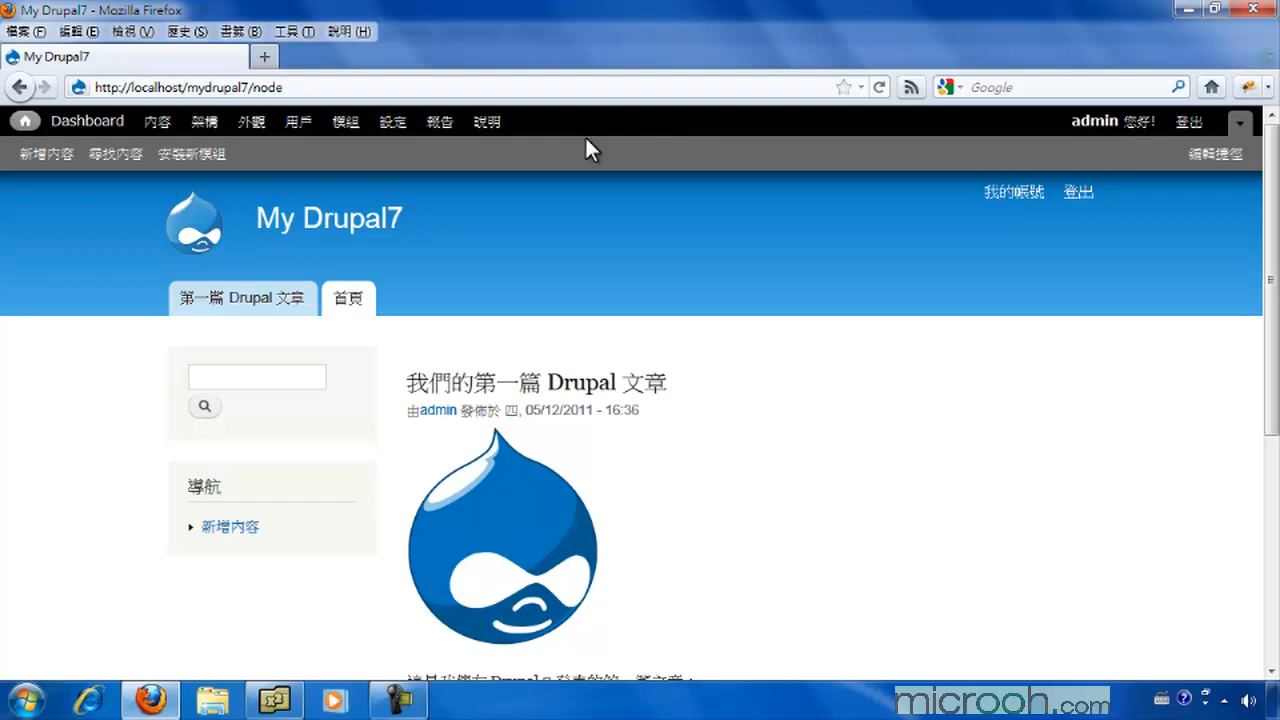 My Drupal7 - Mozilla Firefox
檔案(F) 編輯(E) 檢視(V) 歷史(S) 書籤(B) 工具(T) 說明(H)
My Drupal7
http://localhost/mydrupal7/node
Google
Dashboard 內容 架構 外觀 用戶 模組 設定 報告 說明 admin 您好! 登出
新增內容 尋找內容 安裝新模組 編輯捷徑
我的帳號 登出
My Drupal7
第一篇 Drupal 文章 首頁
我們的第一篇 Drupal 文章
由admin 發佈於 四, 05/12/2011 - 16:36
導航
新增內容
microoh.com